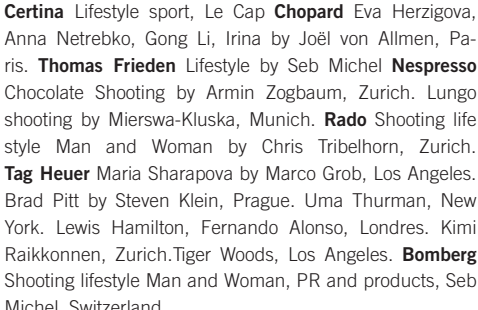 Certina Lifestyle sport, Le Cap Chopard Eva Herzigova,
Anna Netrebko, Gong Li, Irina by Joël von Allmen, Pa-
ris. Thomas Frieden Lifestyle by Seb Michel Nespresso
Chocolate Shooting by Armin Zogbaum, Zurich. Lungo
shooting by Mierswa-Kluska, Munich. Rado Shooting life
style Man and Woman by Chris Tribelhorn, Zurich.
Tag Heuer Maria Sharapova by Marco Grob, Los Angeles.
Brad Pitt by Steven Klein, Prague. Uma Thurman, New
York. Lewis Hamilton, Fernando Alonso, Londres. Kimi
Raikkonnen, Zurich.Tiger Woods, Los Angeles. Bomberg
Shooting lifestyle Man and Woman, PR and products, Seb
Michel, Switzerland